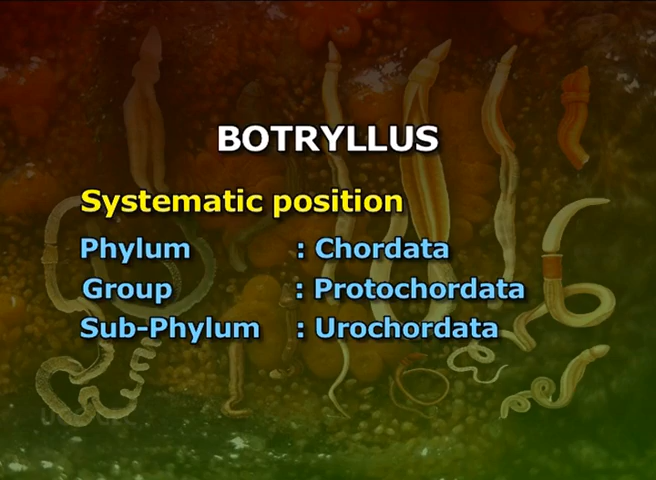 BOTRYLLUS
Systematic position
Phylum : Chordata
Group : Protochordata
Sub-Phylum : Urochordata